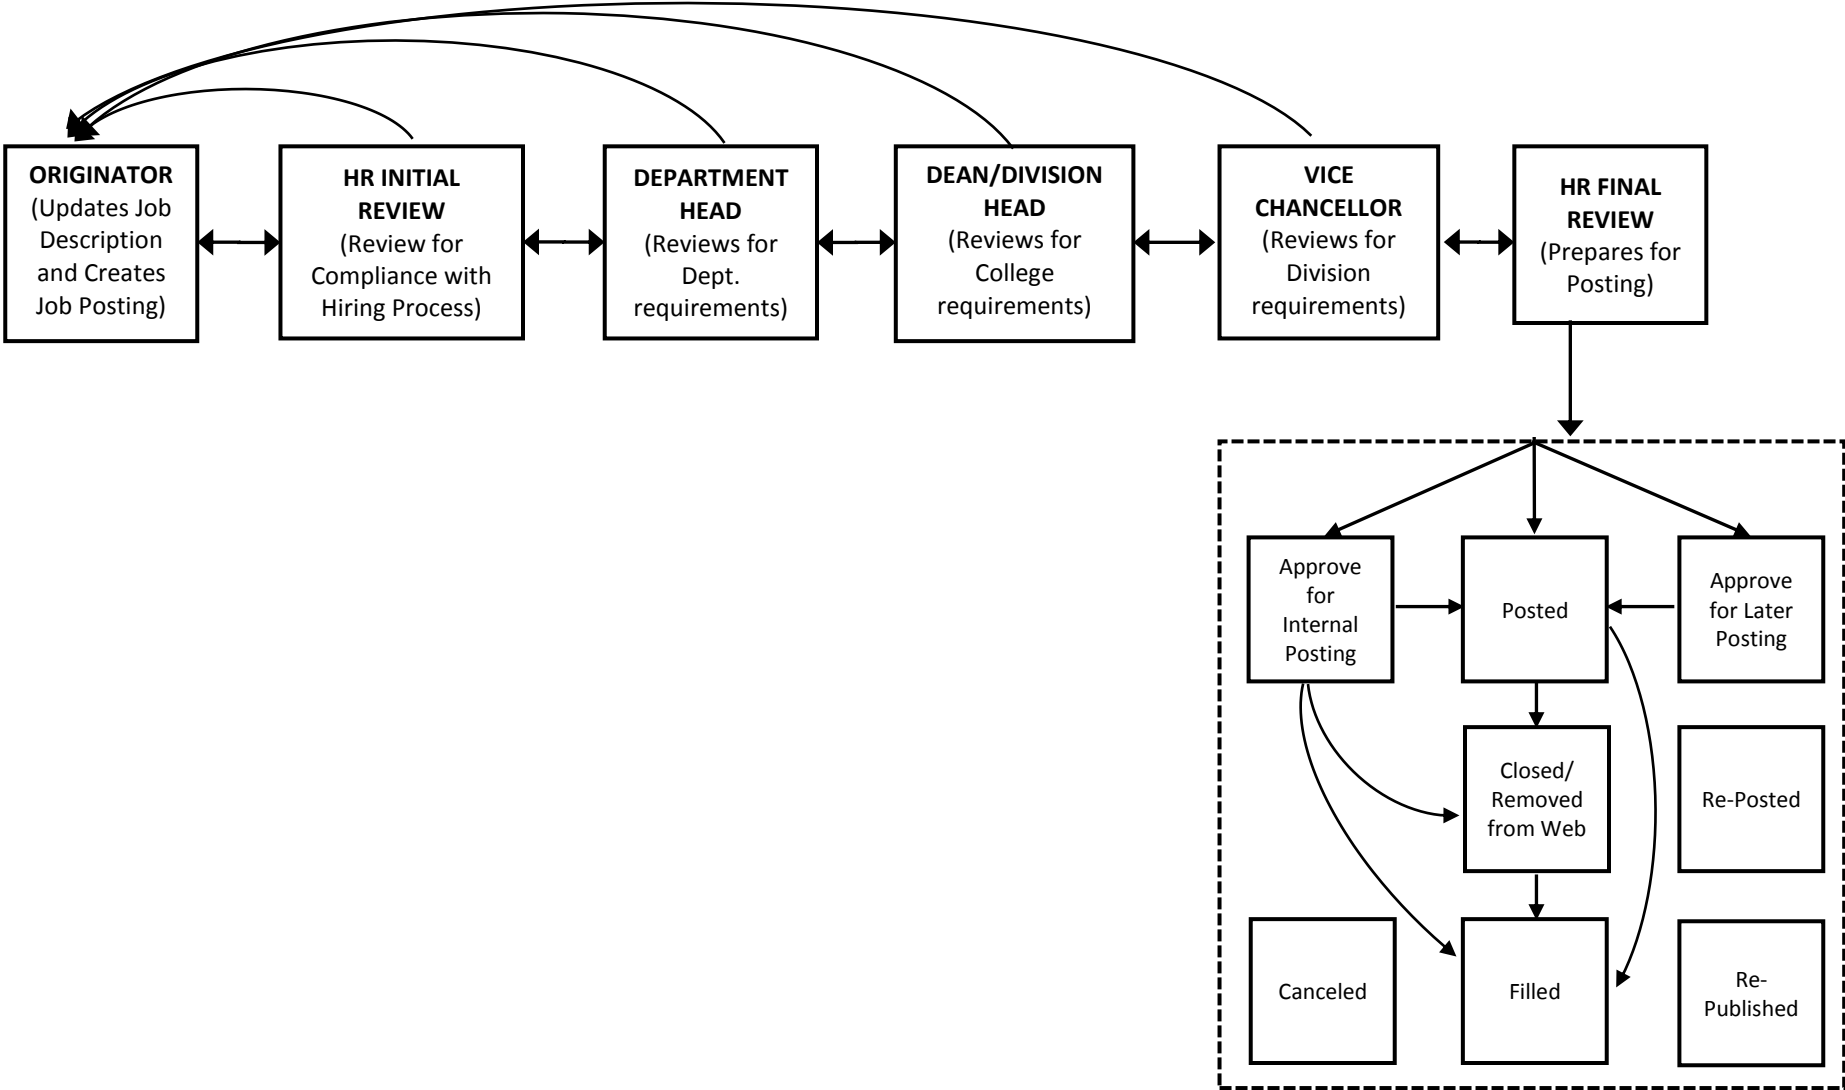 ORIGINATOR
(Updates Job
Description
and Creates
Job Posting)
HR INITIAL
REVIEW
(Review for
Compliance with
Hiring Process)
DEPARTMENT
HEAD
(Reviews for
Dept.
requirements)
DEAN/DIVISION
HEAD
(Reviews for
College
requirements)
VICE
CHANCELLOR
(Reviews for
Division
requirements)
HR FINAL
REVIEW
(Prepares for
Posting)
Approve
for
Internal
Posting
Posted
Approve
for Later
Posting
Closed/
Removed
from Web
Re-Posted
Canceled
Filled
Re-
Published